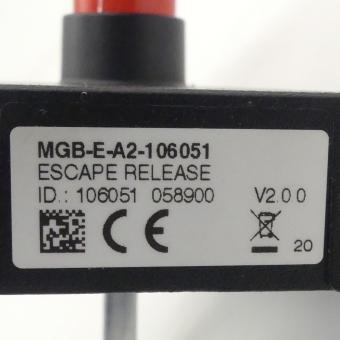 MGB-E-A2-106051
ESCAPE RELEASE
ID.: 106051 058900 V2.0.0
CE
20